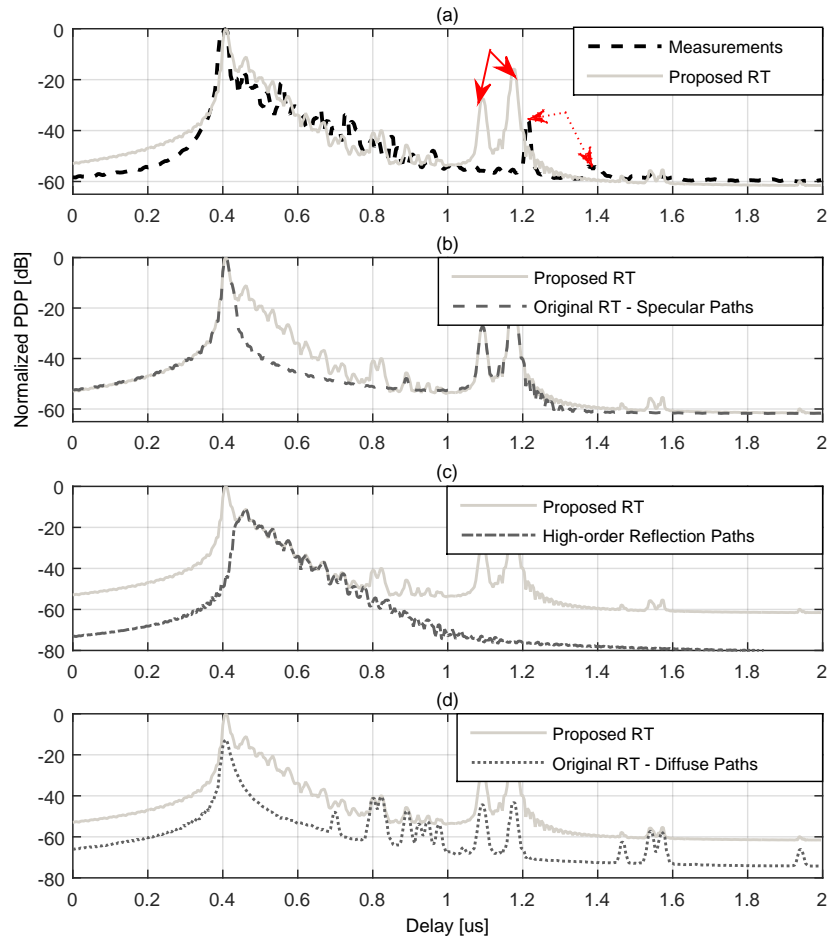 (a)
0
-20
-40
-60
Measurements
Proposed RT
0 0.2 0.4 0.6 0.8 1 1.2 1.4 1.6 1.8 2
(b)
0
-20
-40
-60
Proposed RT
Original RT - Specular Paths
0 0.2 0.4 0.6 0.8 1 1.2 1.4 1.6 1.8 2
Normalized PDP [dB]
(c)
0
-20
-40
-60
-80
Proposed RT
High-order Reflection Paths
0 0.2 0.4 0.6 0.8 1 1.2 1.4 1.6 1.8 2
(d)
0
-20
-40
-60
-80
Proposed RT
Original RT - Diffuse Paths
0 0.2 0.4 0.6 0.8 1 1.2 1.4 1.6 1.8 2
Delay [us]